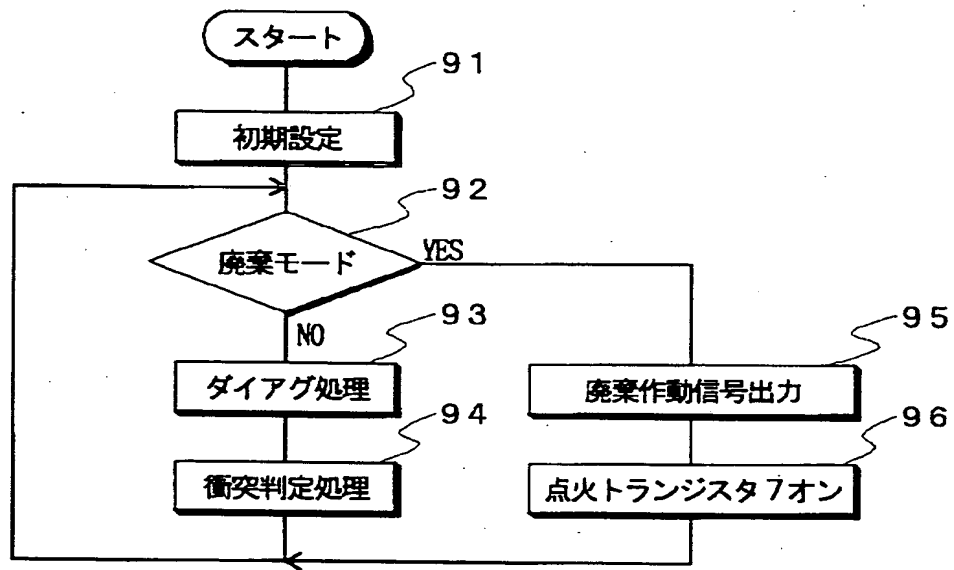 スタート
91
初期設定
92
廃棄モード
YES
NO
93
ダイアグ処理
94
衝突判定処理
95
廃棄作動信号出力
96
点火トランジスタ7オン